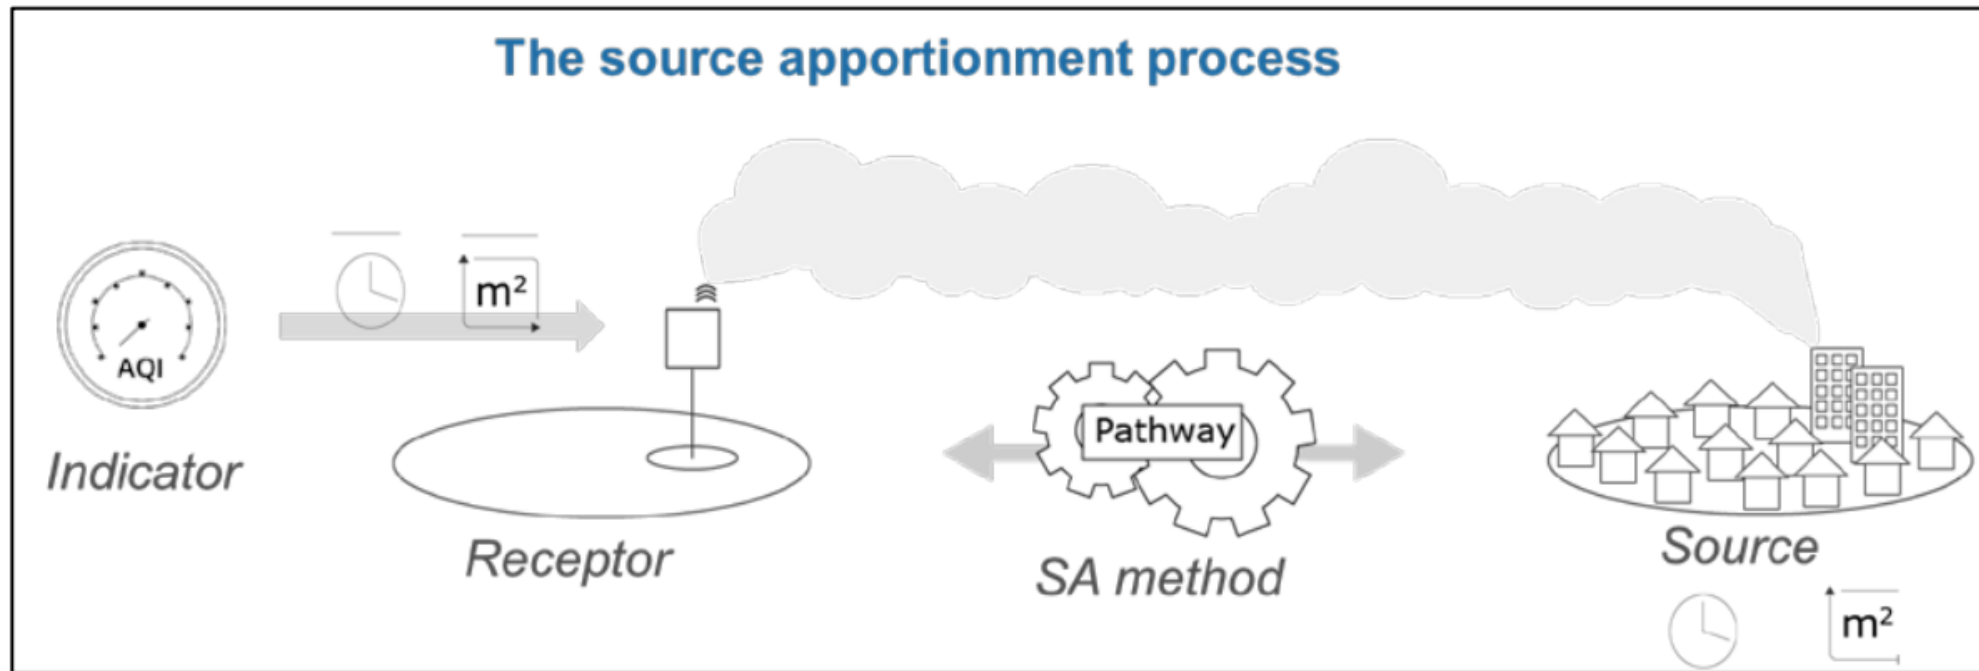 The source apportionment process
m²
AQI
Pathway
Indicator
Receptor
SA method
Source
m²